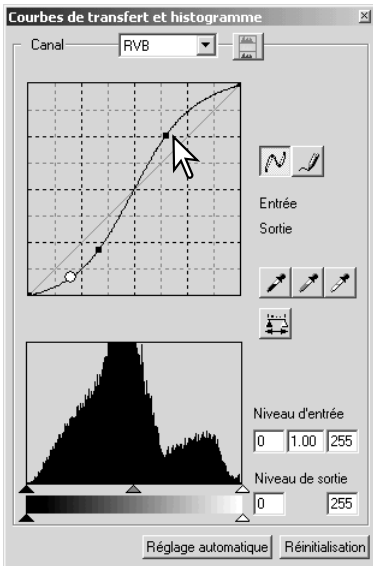 Courbes de transfert et histogramme
Canal RVB
Entrée
Sortie
Niveau d'entrée
0 1.00 255
Niveau de sortie
0 255
Réglage automatique Réinitialisation